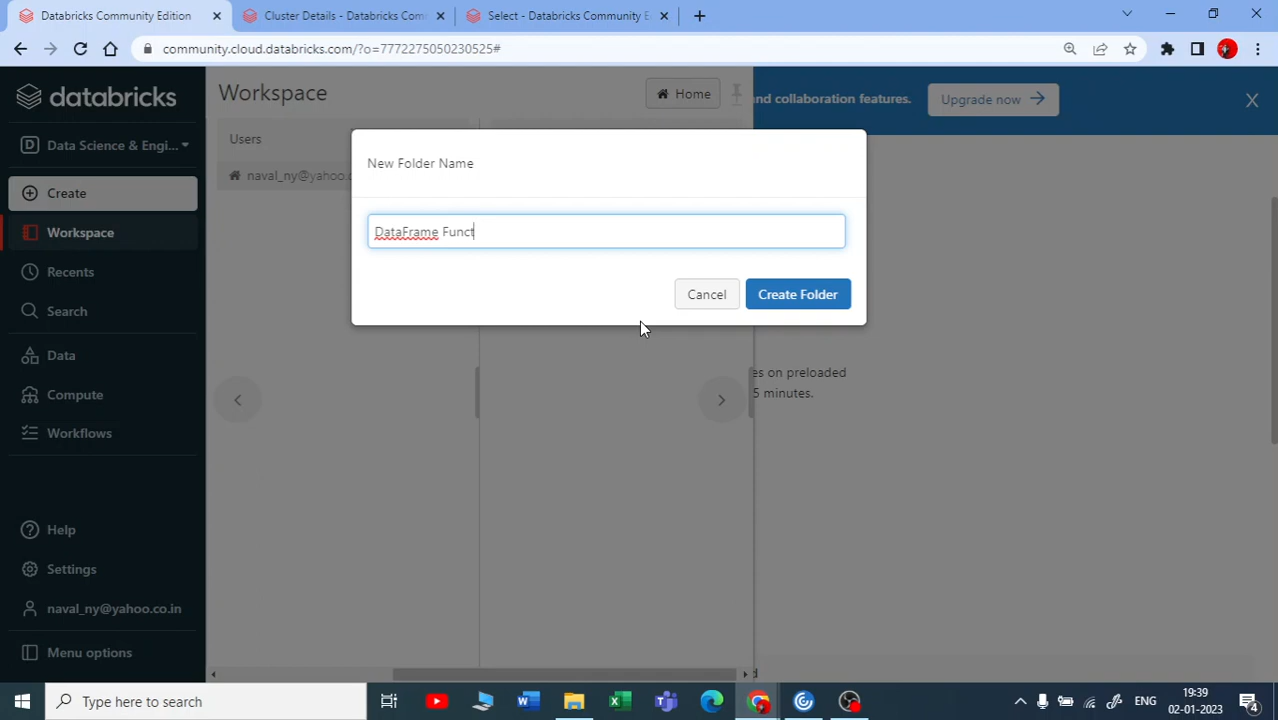 Databricks Community Edition
Cluster Details - Databricks Com
Select - Databricks Community E
community.cloud.databricks.com/?o=7772275050230525#
databricks
Workspace
Home
and collaboration features.
Upgrade now
Data Science & Engi...
Users
New Folder Name
naval_ny@yahoo.c
Create
DataFrame Funct
Workspace
Recents
Cancel
Create Folder
Search
Data
es on preloaded
5 minutes.
Compute
Workflows
Help
Settings
naval_ny@yahoo.co.in
Menu options
Type here to search
ENG
19:39
02-01-2023
4